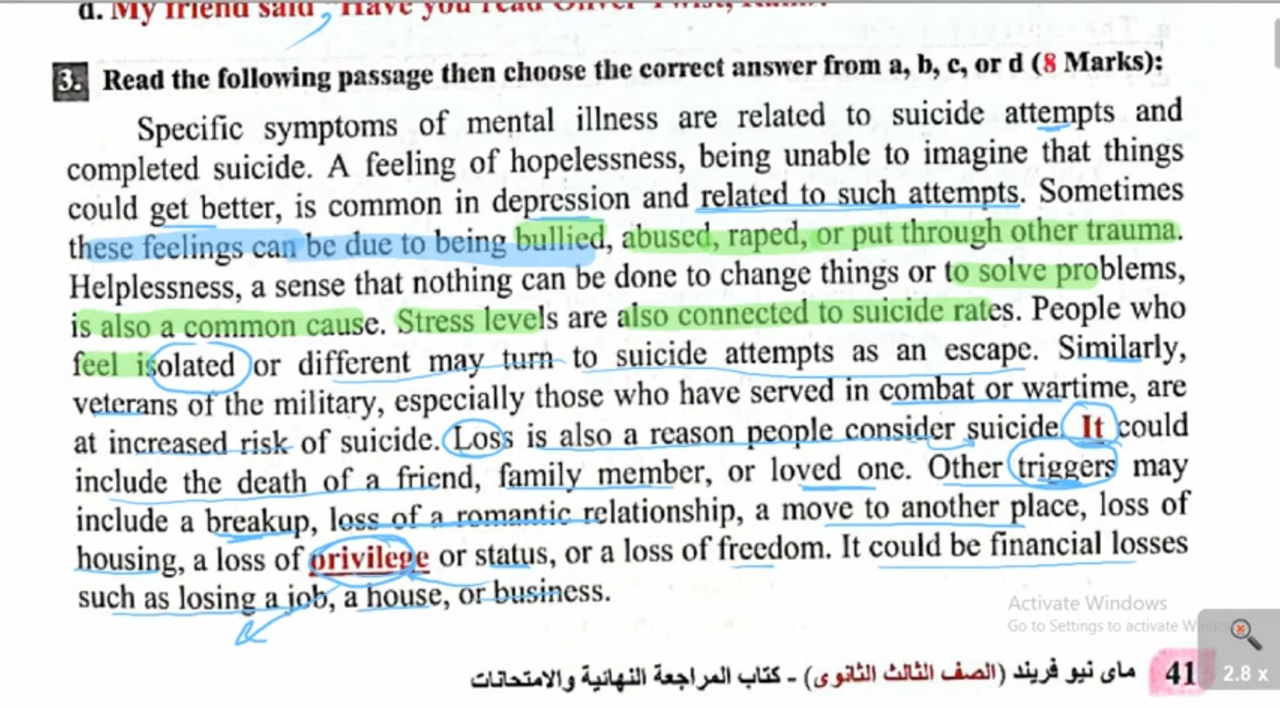 d. My friend said "Have you read Oliver Twist,
3. Read the following passage then choose the correct answer from a, b, c, or d (8 Marks):
Specific symptoms of mental illness are related to suicide attempts and
completed suicide. A feeling of hopelessness, being unable to imagine that things
could get better, is common in depression and related to such attempts. Sometimes
these feelings can be due to being bullied, abused, raped, or put through other trauma.
Helplessness, a sense that nothing can be done to change things or to solve problems,
is also a common cause. Stress levels are also connected to suicide rates. People who
feel isolated or different may turn to suicide attempts as an escape. Similarly,
veterans of the military, especially those who have served in combat or wartime, are
at increased risk of suicide. Loss is also a reason people consider suicide. It could
include the death of a friend, family member, or loved one. Other triggers may
include a breakup, loss of a romantic relationship, a move to another place, loss of
housing, a loss of privilege or status, or a loss of freedom. It could be financial losses
such as losing a job, a house, or business.
Activate Windows
Go to Settings to activate
2.8 x
41 ماى نيو فريند (الصف الثالث الثانوى) - كتاب المراجعة النهائية والامتحانات